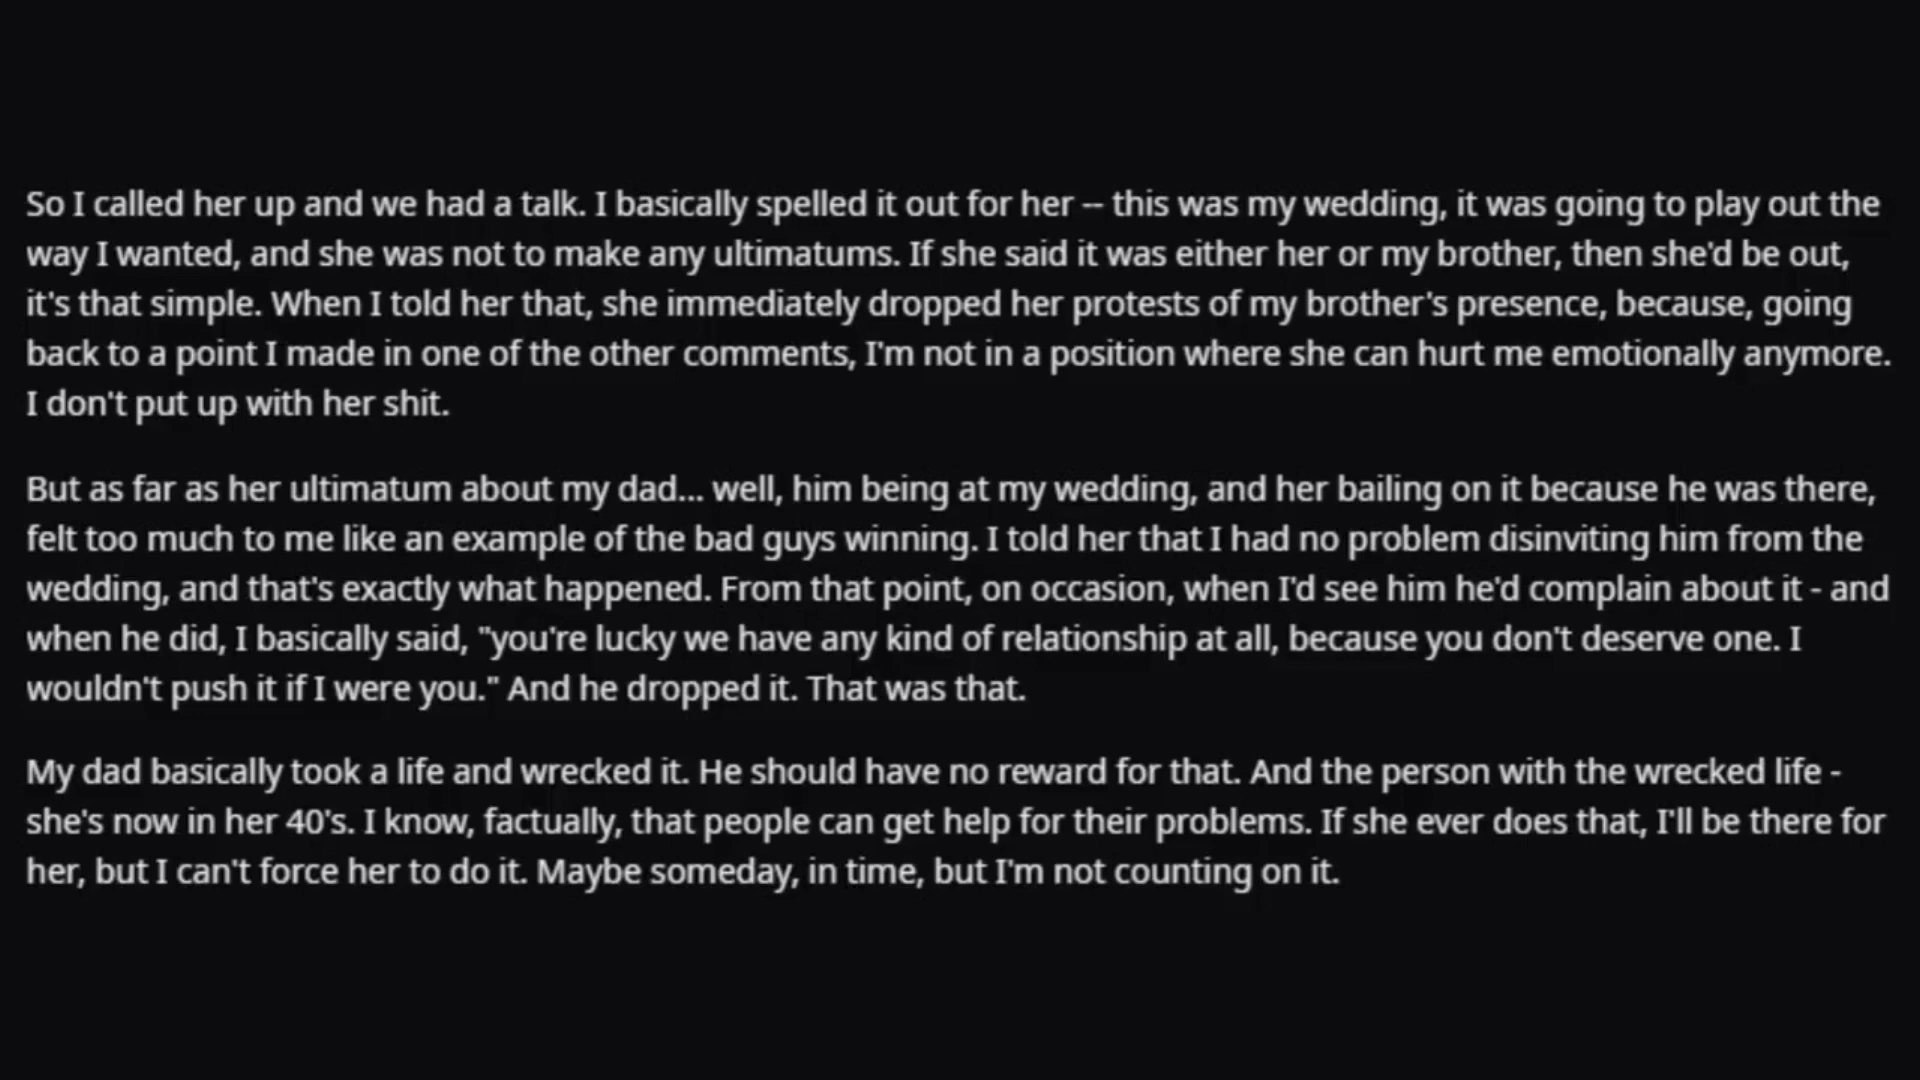 So I called her up and we had a talk. I basically spelled it out for her -- this was my wedding, it was going to play out the
way I wanted, and she was not to make any ultimatums. If she said it was either her or my brother, then she'd be out,
it's that simple. When I told her that, she immediately dropped her protests of my brother's presence, because, going
back to a point I made in one of the other comments, I'm not in a position where she can hurt me emotionally anymore.
I don't put up with her shit.
But as far as her ultimatum about my dad... well, him being at my wedding, and her bailing on it because he was there,
felt too much to me like an example of the bad guys winning. I told her that I had no problem disinviting him from the
wedding, and that's exactly what happened. From that point, on occasion, when I'd see him he'd complain about it - and
when he did, I basically said, "you're lucky we have any kind of relationship at all, because you don't deserve one. I
wouldn't push it if I were you." And he dropped it. That was that.
My dad basically took a life and wrecked it. He should have no reward for that. And the person with the wrecked life -
she's now in her 40's. I know, factually, that people can get help for their problems. If she ever does that, I'll be there for
her, but I can't force her to do it. Maybe someday, in time, but I'm not counting on it.